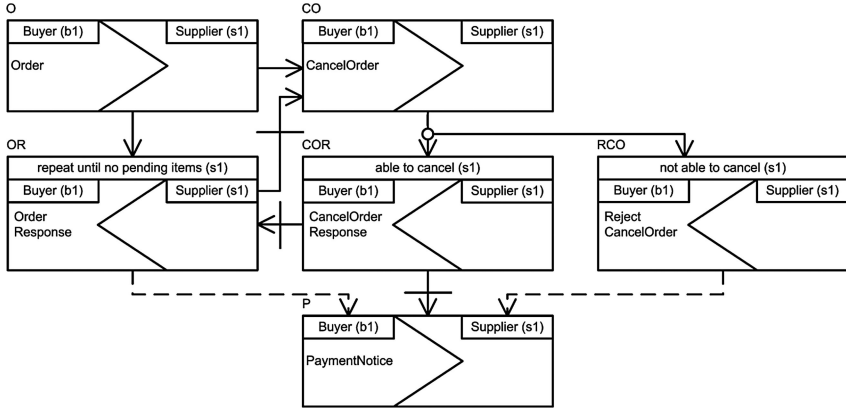 O
Buyer (b1)
Supplier (s1)
Order
CO
Buyer (b1)
Supplier (s1)
CancelOrder
OR
repeat until no pending items (s1)
Buyer (b1)
Supplier (s1)
Order
Response
COR
able to cancel (s1)
Buyer (b1)
Supplier (s1)
CancelOrder
Response
RCO
not able to cancel (s1)
Buyer (b1)
Supplier (s1)
Reject
CancelOrder
P
Buyer (b1)
Supplier (s1)
PaymentNotice